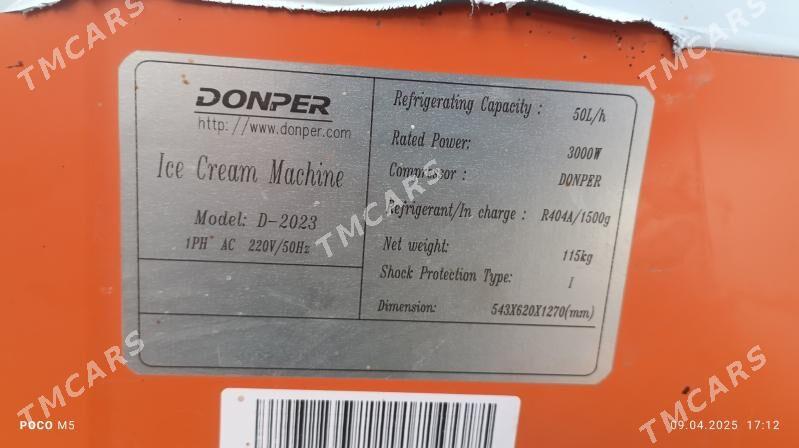 DONPER
http://www.donper.com
Ice Cream Machine
Model: D-2023
1PH~ AC 220V/50Hz
Refrigerating Capacity : 50L/h
Rated Power: 3000W
Compressor : DONPER
Refrigerant/In charge : R404A/1500g
Net weight: 115kg
Shock Protection Type: I
Dimension: 543X620X1270(mm)
TMCARS
TMCARS
TMCARS
TMCARS
TMCARS
POCO M5
09.04.2025 17:12